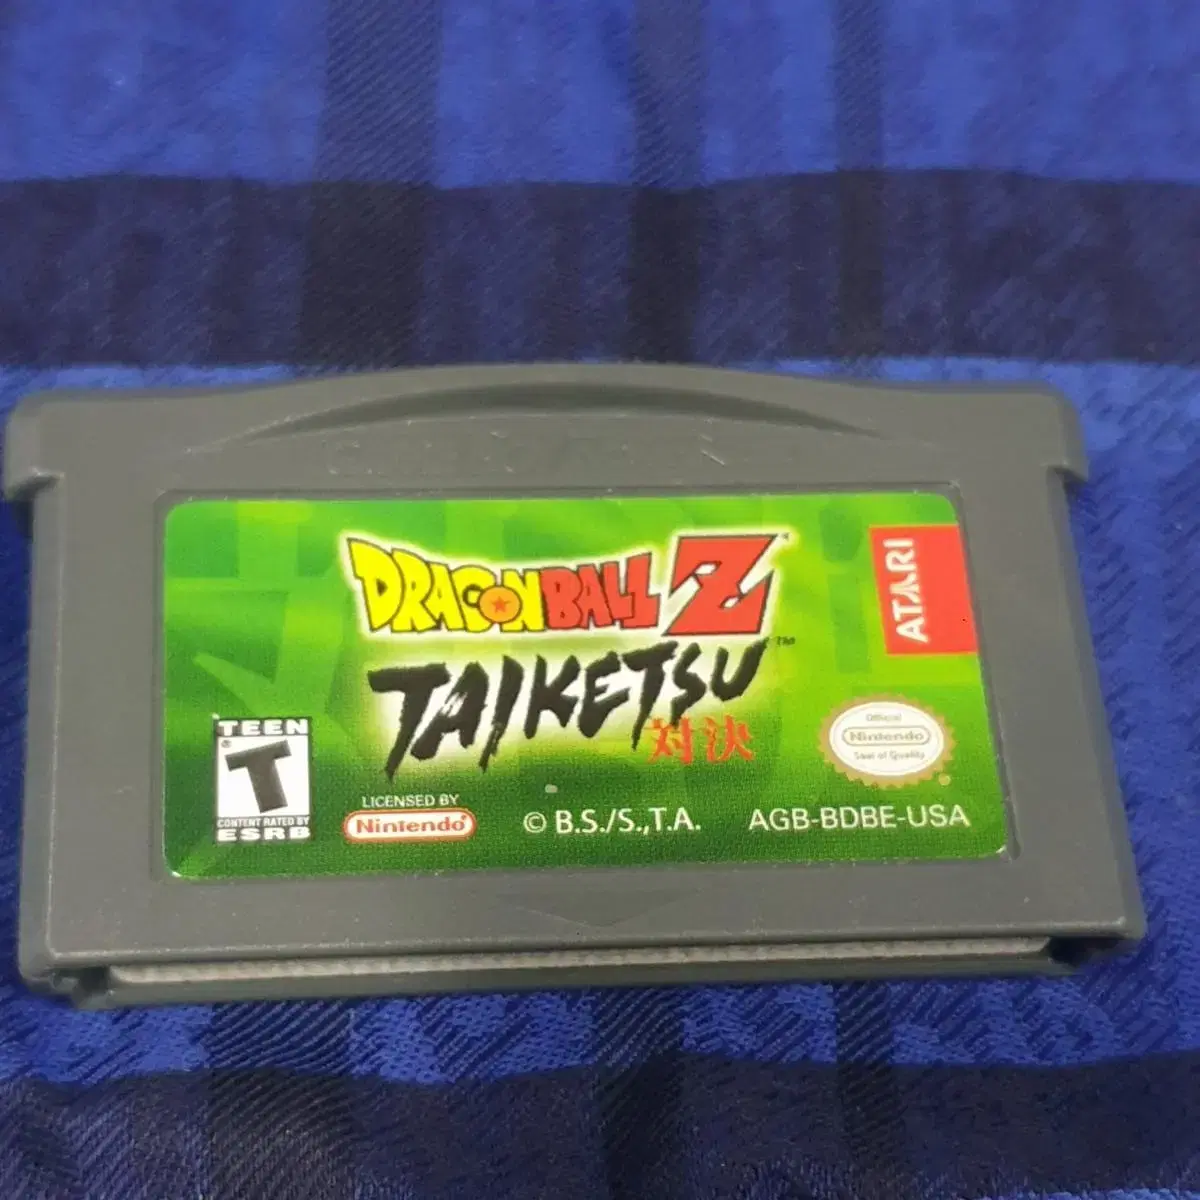 DRAGONBALL Z
TAIKETSU™
対決
ATARI
TEEN
T
CONTENT RATED BY
ESRB
LICENSED BY
Nintendo
© B.S./S.,T.A.
Official
Nintendo
Seal of Quality
AGB-BDBE-USA